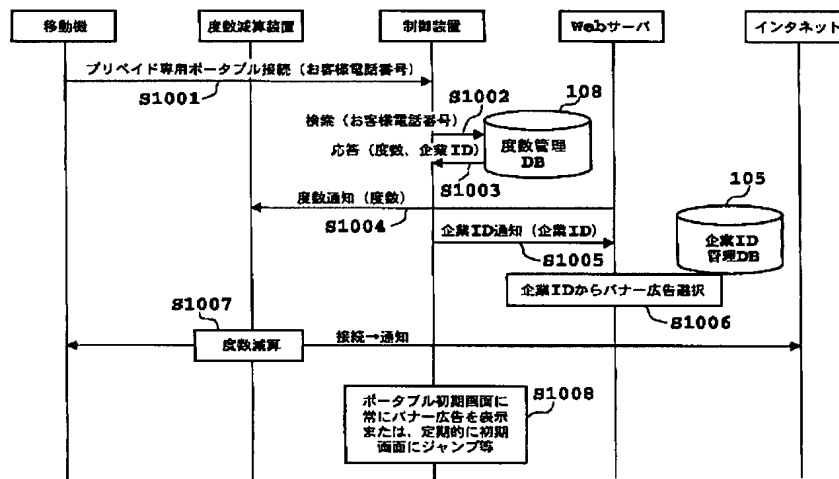 移動機
度数減算装置
制御装置
Webサーバ
インタネット
プリペイド専用ポータブル接続（お客様電話番号）
S1001
S1002
108
検索（お客様電話番号）
応答（度数、企業ID）
度数管理
DB
S1003
度数通知（度数）
S1004
105
企業ID通知（企業ID）
S1005
企業ID
管理DB
企業IDからバナー広告選択
S1006
S1007
度数減算
接続→通知
S1008
ポータブル初期画面に
常にバナー広告を表示
または、定期的に初期
画面にジャンプ等